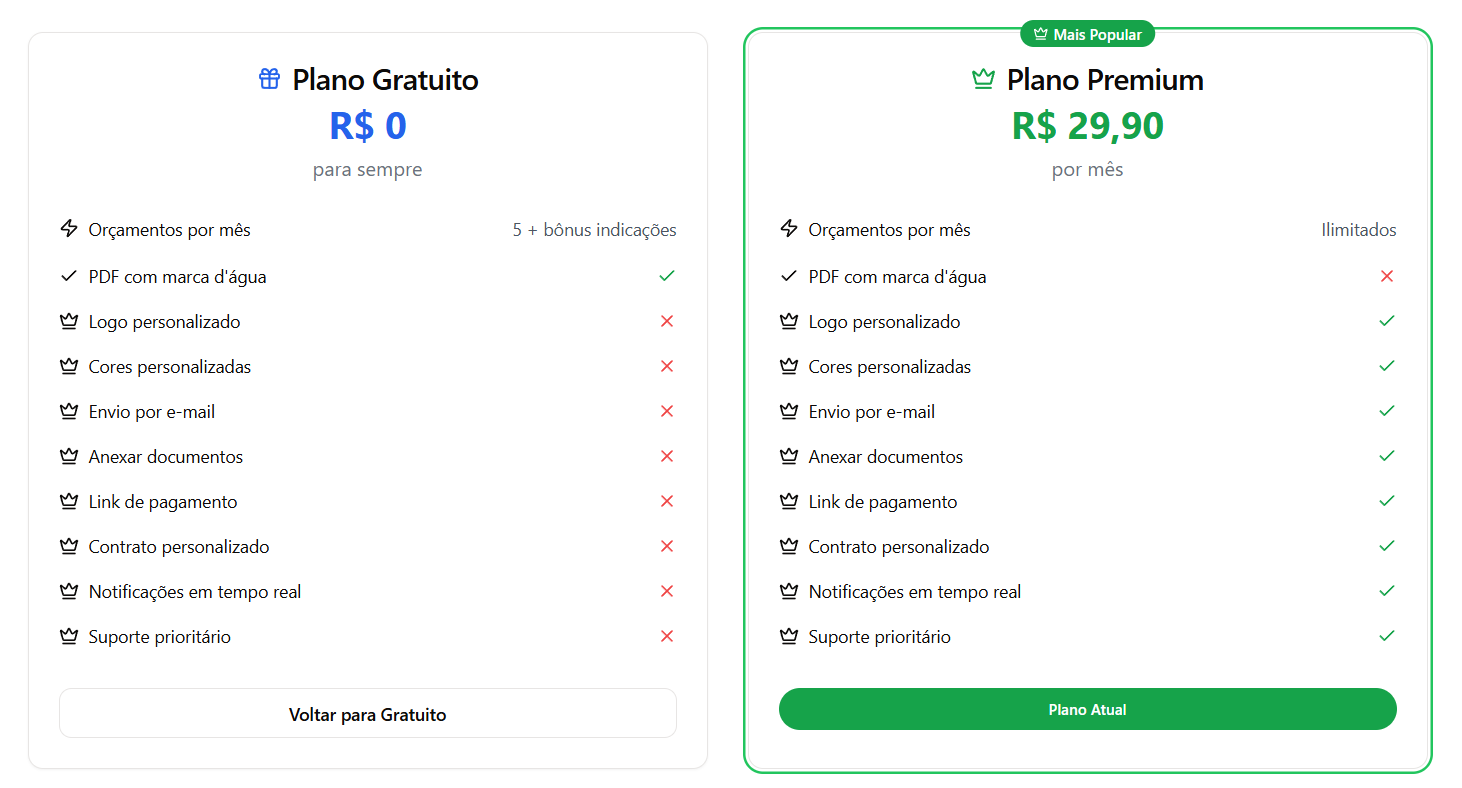 Plano Gratuito
R$ 0
para sempre
Orçamentos por mês 5 + bônus indicações
PDF com marca d'água
Logo personalizado
Cores personalizadas
Envio por e-mail
Anexar documentos
Link de pagamento
Contrato personalizado
Notificações em tempo real
Suporte prioritário
Voltar para Gratuito
Mais Popular
Plano Premium
R$ 29,90
por mês
Orçamentos por mês Ilimitados
PDF com marca d'água
Logo personalizado
Cores personalizadas
Envio por e-mail
Anexar documentos
Link de pagamento
Contrato personalizado
Notificações em tempo real
Suporte prioritário
Plano Atual